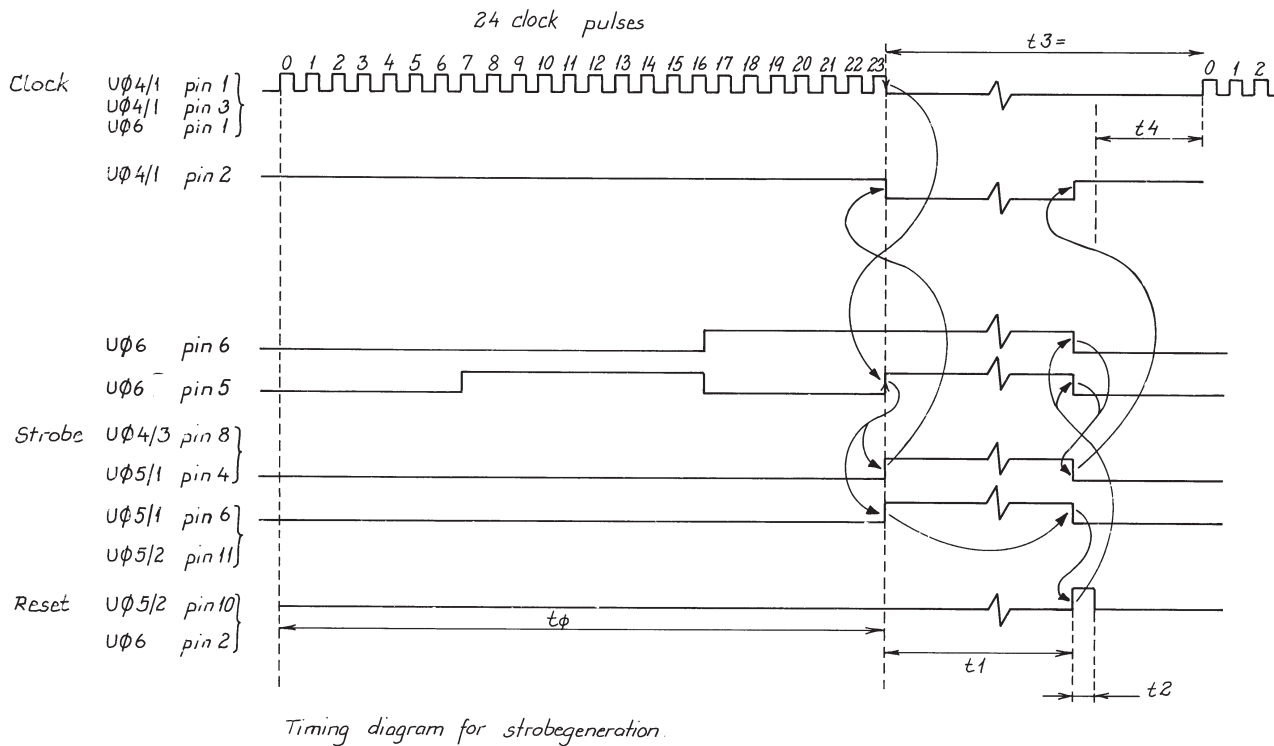 24 clock pulses
t3=
0 1 2 3 4 5 6 7 8 9 10 11 12 13 14 15 16 17 18 19 20 21 22 23
0 1 2
Clock UØ4/1 pin 1
UØ4/1 pin 3
UØ6 pin 1
t4
UØ4/1 pin 2
UØ6 pin 6
UØ6 pin 5
Strobe UØ4/3 pin 8
UØ5/1 pin 4
UØ5/1 pin 6
UØ5/2 pin 11
Reset UØ5/2 pin 10
UØ6 pin 2
tø
t1
t2
Timing diagram for strobegeneration.